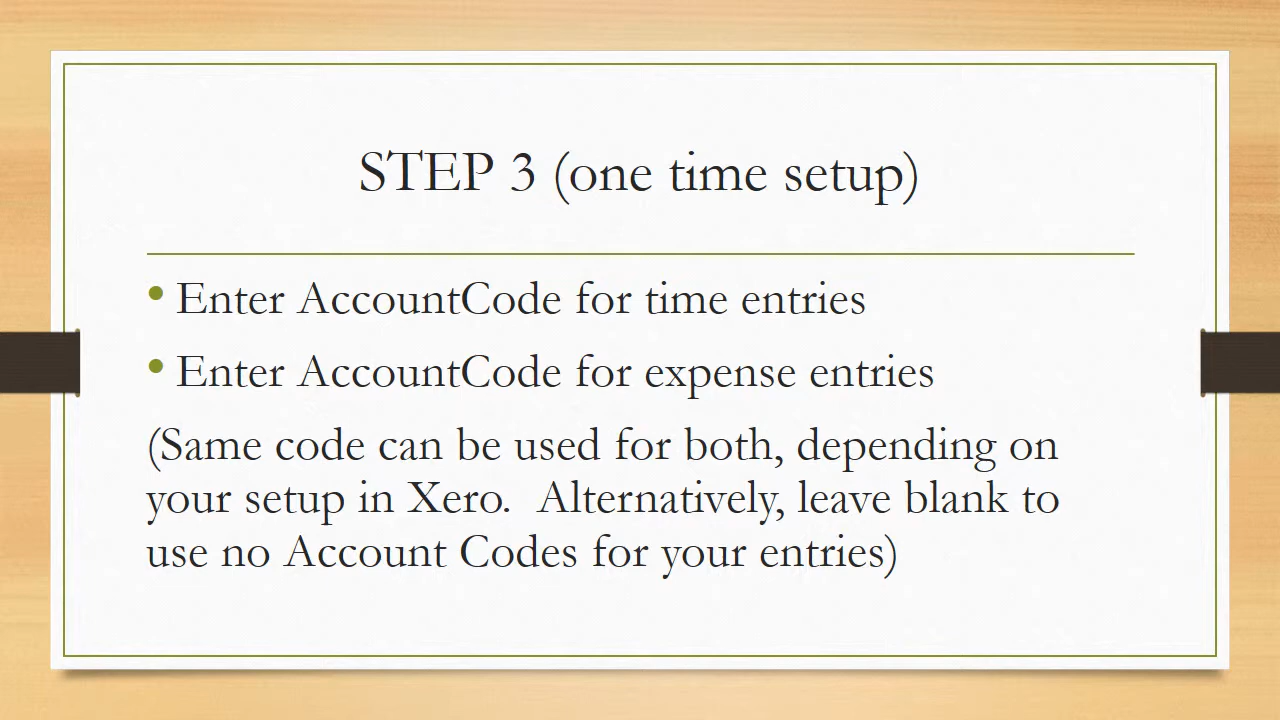 STEP 3 (one time setup)
• Enter AccountCode for time entries
• Enter AccountCode for expense entries
(Same code can be used for both, depending on
your setup in Xero.  Alternatively, leave blank to
use no Account Codes for your entries)